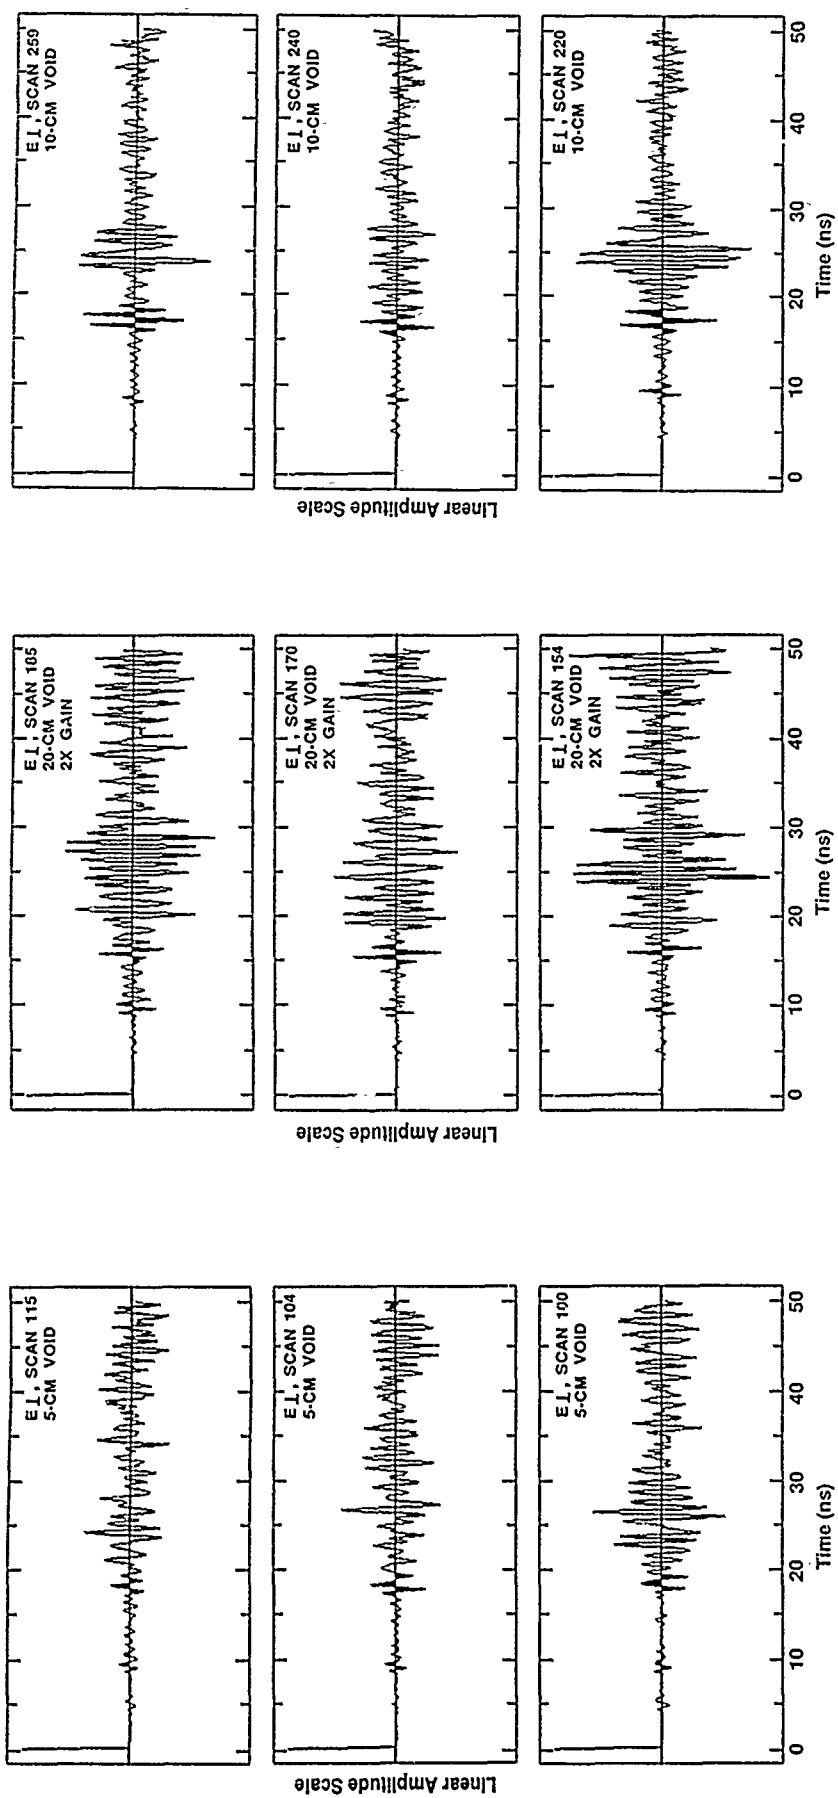 E⊥, SCAN 259
10-CM VOID
E⊥, SCAN 240
10-CM VOID
E⊥, SCAN 220
10-CM VOID
Linear Amplitude Scale
0 10 20 30 40 50
Time (ns)
E⊥, SCAN 185
20-CM VOID
2X GAIN
E⊥, SCAN 170
20-CM VOID
2X GAIN
E⊥, SCAN 154
20-CM VOID
2X GAIN
Linear Amplitude Scale
0 10 20 30 40 50
Time (ns)
E⊥, SCAN 115
5-CM VOID
E⊥, SCAN 104
5-CM VOID
E⊥, SCAN 100
5-CM VOID
Linear Amplitude Scale
0 10 20 30 40 50
Time (ns)